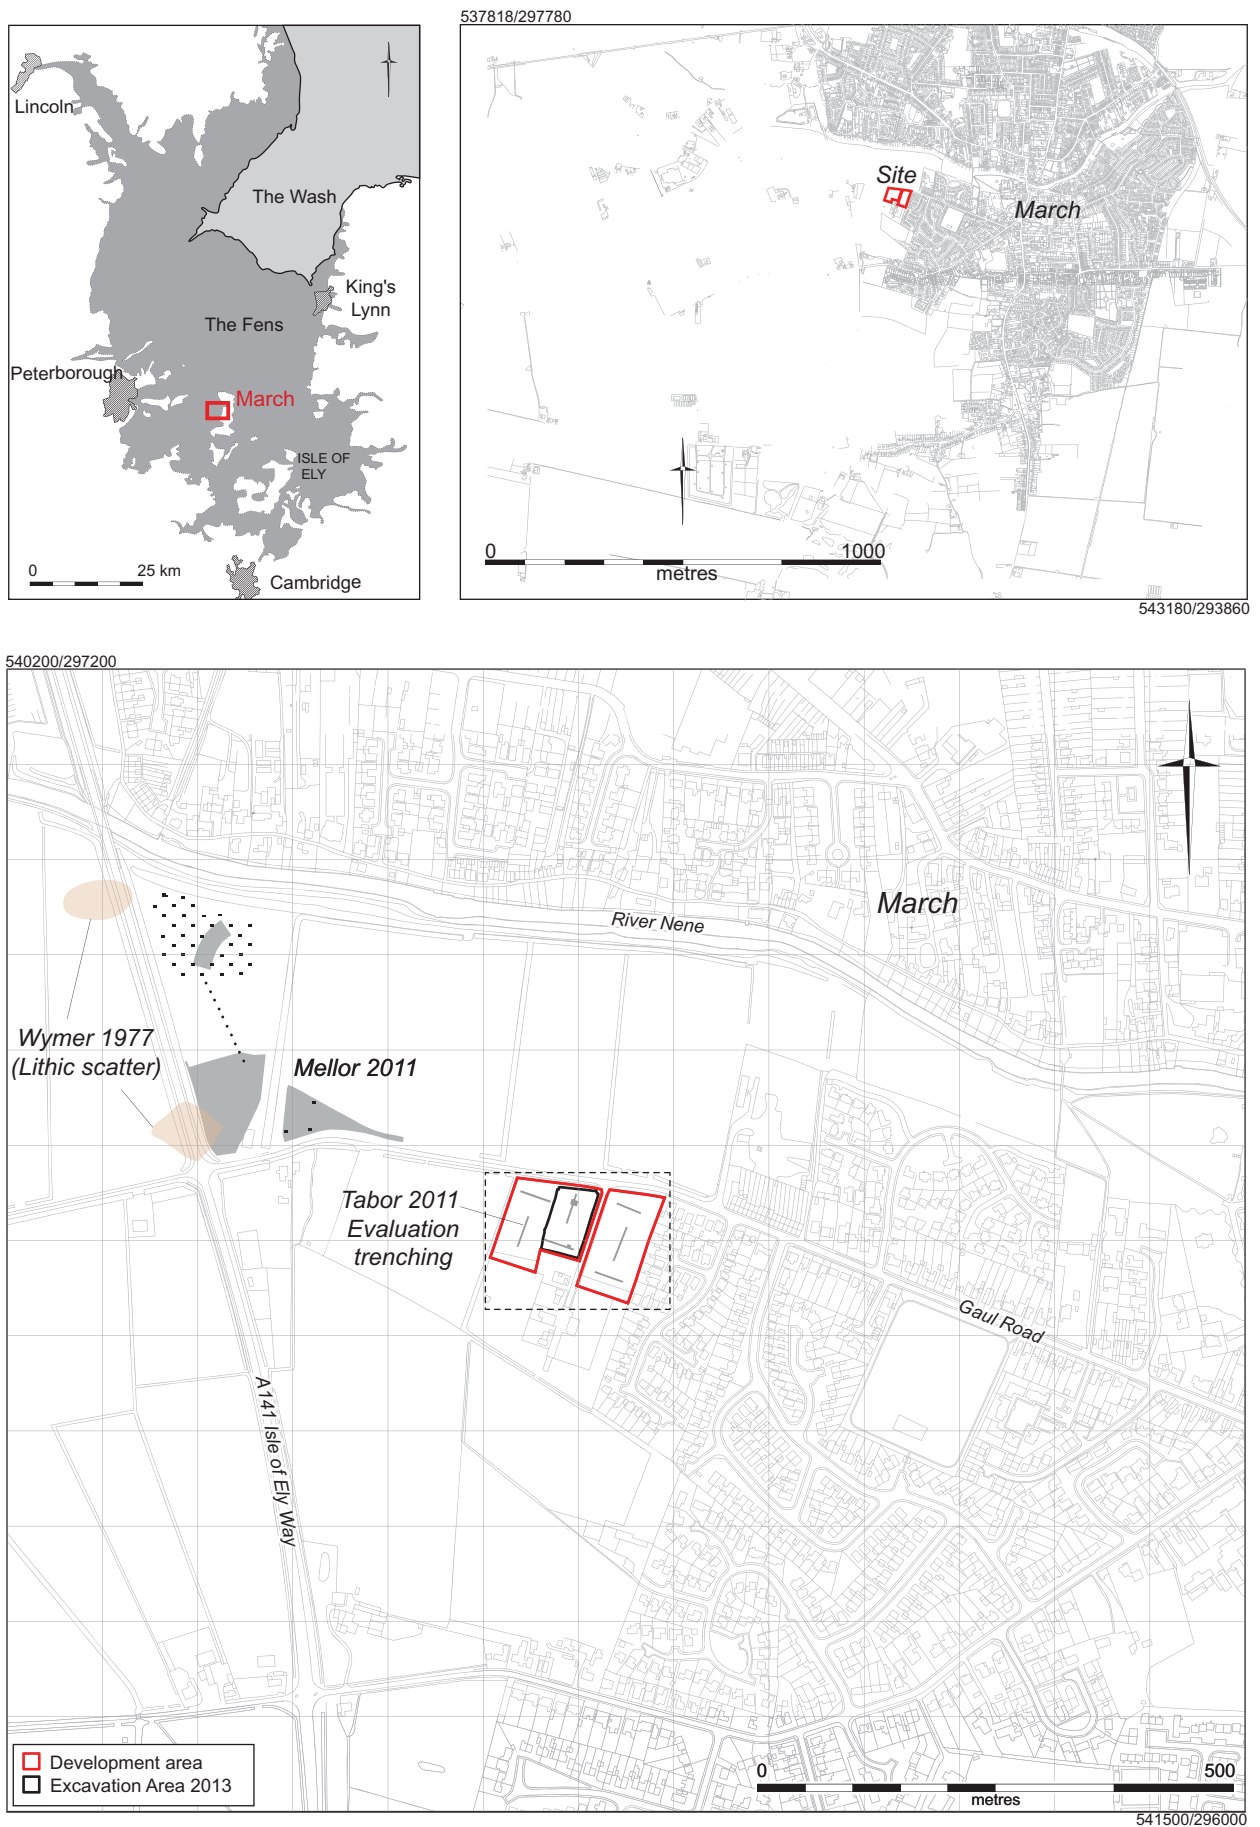 Lincoln
The Wash
King's
Lynn
The Fens
Peterborough
March
ISLE OF
ELY
0 25 km
Cambridge
537818/297780
Site
March
0 1000
metres
543180/293860
540200/297200
River Nene
March
Wymer 1977
(Lithic scatter)
Mellor 2011
Tabor 2011
Evaluation
trenching
Gaul Road
A141 Isle of Ely Way
Development area
Excavation Area 2013
0 500
metres
541500/296000